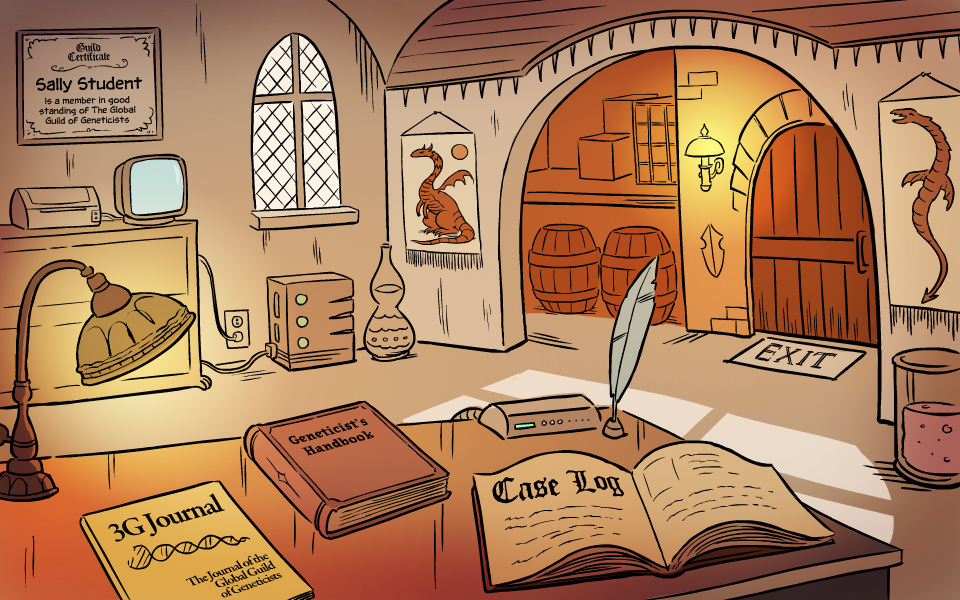 Guild
Certificate
Sally Student
Is a member in good
standing of The Global
Guild of Geneticists
EXIT
Geneticist's
Handbook
Case Log
3G Journal
The Journal of the
Global Guild
of Geneticists